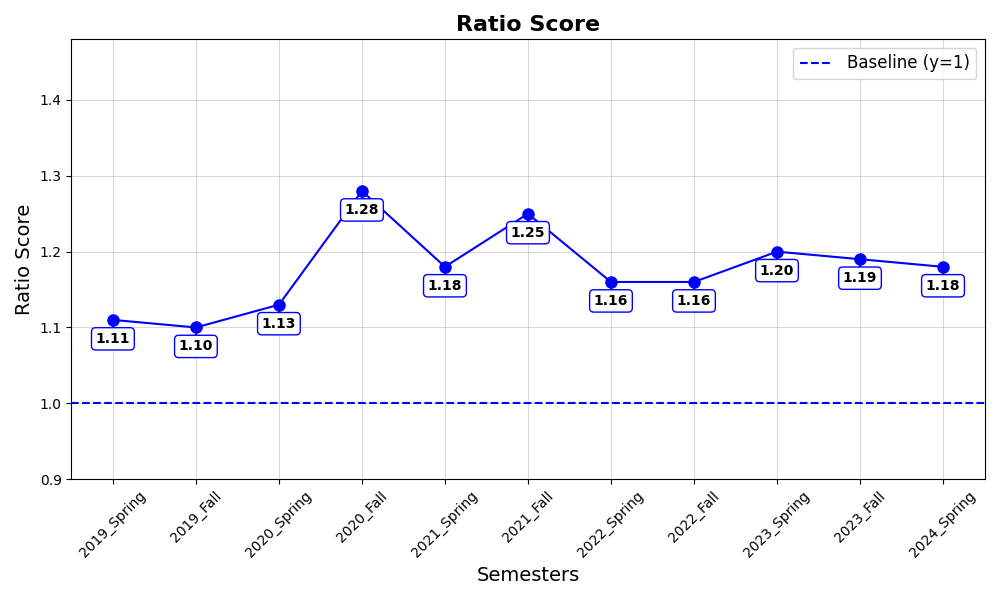 Ratio Score
Baseline (y=1)
Ratio Score
1.4
1.3
1.2
1.1
1.0
0.9
1.11
1.10
1.13
1.28
1.18
1.25
1.16
1.16
1.20
1.19
1.18
2019_Spring
2019_Fall
2020_Spring
2020_Fall
2021_Spring
2021_Fall
2022_Spring
2022_Fall
2023_Spring
2023_Fall
2024_Spring
Semesters